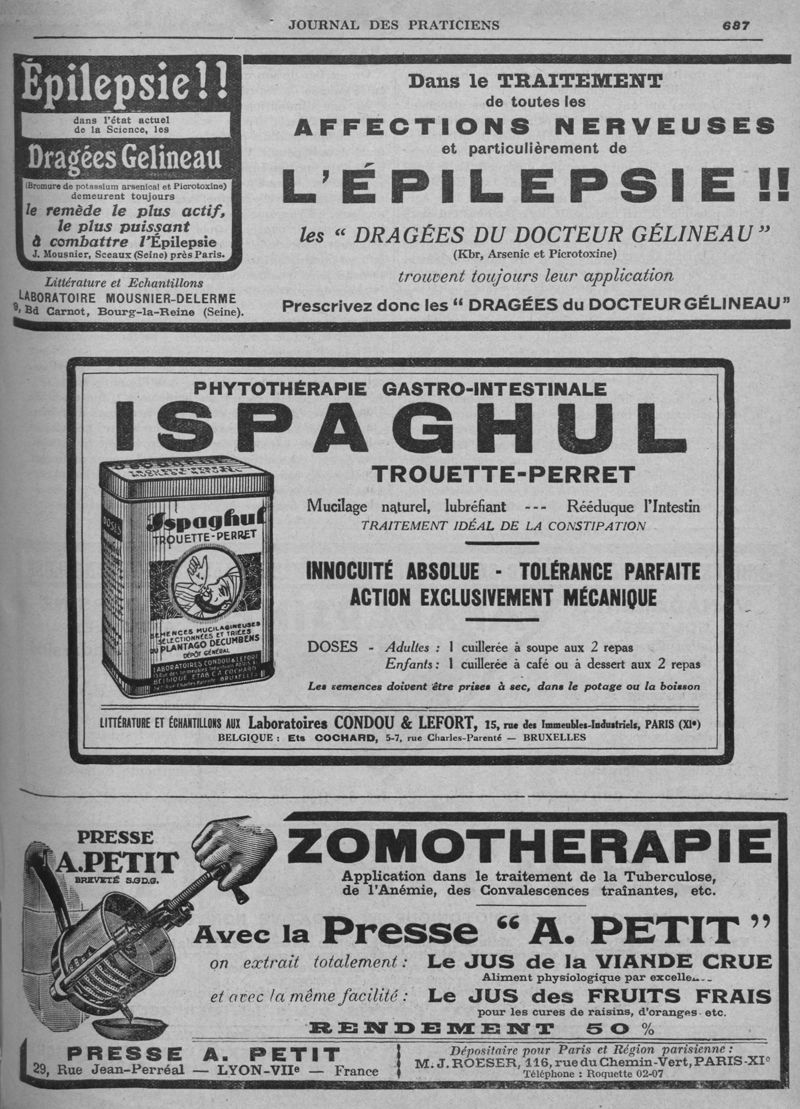 JOURNAL DES PRATICIENS 687
Épilepsie!!
dans l'état actuel
de la Science, les
Dragées Gelineau
(Bromure de potassium arsenical et Picrotoxine)
demeurent toujours
le remède le plus actif,
le plus puissant
à combattre l'Épilepsie
J. Mousnier, Sceaux (Seine) près Paris.
Littérature et Echantillons
LABORATOIRE MOUSNIER-DELERME
9, Bd Carnot, Bourg-la-Reine (Seine).
Dans le TRAITEMENT
de toutes les
AFFECTIONS NERVEUSES
et particulièrement de
L'ÉPILEPSIE!!
les “ DRAGÉES DU DOCTEUR GÉLINEAU ”
(Kbr, Arsenic et Picrotoxine)
trouvent toujours leur application
Prescrivez donc les “ DRAGÉES du DOCTEUR GÉLINEAU”
PHYTOTHÉRAPIE GASTRO-INTESTINALE
ISPAGHUL
TROUETTE-PERRET
Mucilage naturel, lubréfiant --- Rééduque l'Intestin
TRAITEMENT IDÉAL DE LA CONSTIPATION
INNOCUITÉ ABSOLUE - TOLÉRANCE PARFAITE
ACTION EXCLUSIVEMENT MÉCANIQUE
DOSES - Adultes : 1 cuillerée à soupe aux 2 repas
Enfants : 1 cuillerée à café ou à dessert aux 2 repas
Les semences doivent être prises à sec, dans le potage ou la boisson
DOSES
Ispaghul
TROUETTE-PERRET
SEMENCES MUCILAGINEUSES
SÉLECTIONNÉES ET TRIÉES
DU PLANTAGO DECUMBENS
DÉPÔT GÉNÉRAL
LABORATOIRES CONDOU & LEFORT
BELGIQUE ETAB. CA COCHARD
LITTÉRATURE ET ÉCHANTILLONS AUX Laboratoires CONDOU & LEFORT, 15, rue des Immeubles-Industriels, PARIS (XIe)
BELGIQUE : Ets COCHARD, 5-7, rue Charles-Parenté — BRUXELLES
PRESSE
A. PETIT
BREVETÉ S.G.D.G.
ZOMOTHERAPIE
Application dans le traitement de la Tuberculose,
de l'Anémie, des Convalescences traînantes, etc.
Avec la Presse “ A. PETIT ”
on extrait totalement : Le JUS de la VIANDE CRUE
Aliment physiologique par
et avec la même facilité : Le JUS des FRUITS FRAIS
pour les cures de raisins, d'oranges etc.
RENDEMENT 50 %
PRESSE A. PETIT
29, Rue Jean-Perréal — LYON-VIIe — France
Dépositaire pour Paris et Région parisienne :
M. J. ROESER, 116, rue du Chemin-Vert, PARIS-XIe
Téléphone : Roquette 02-07